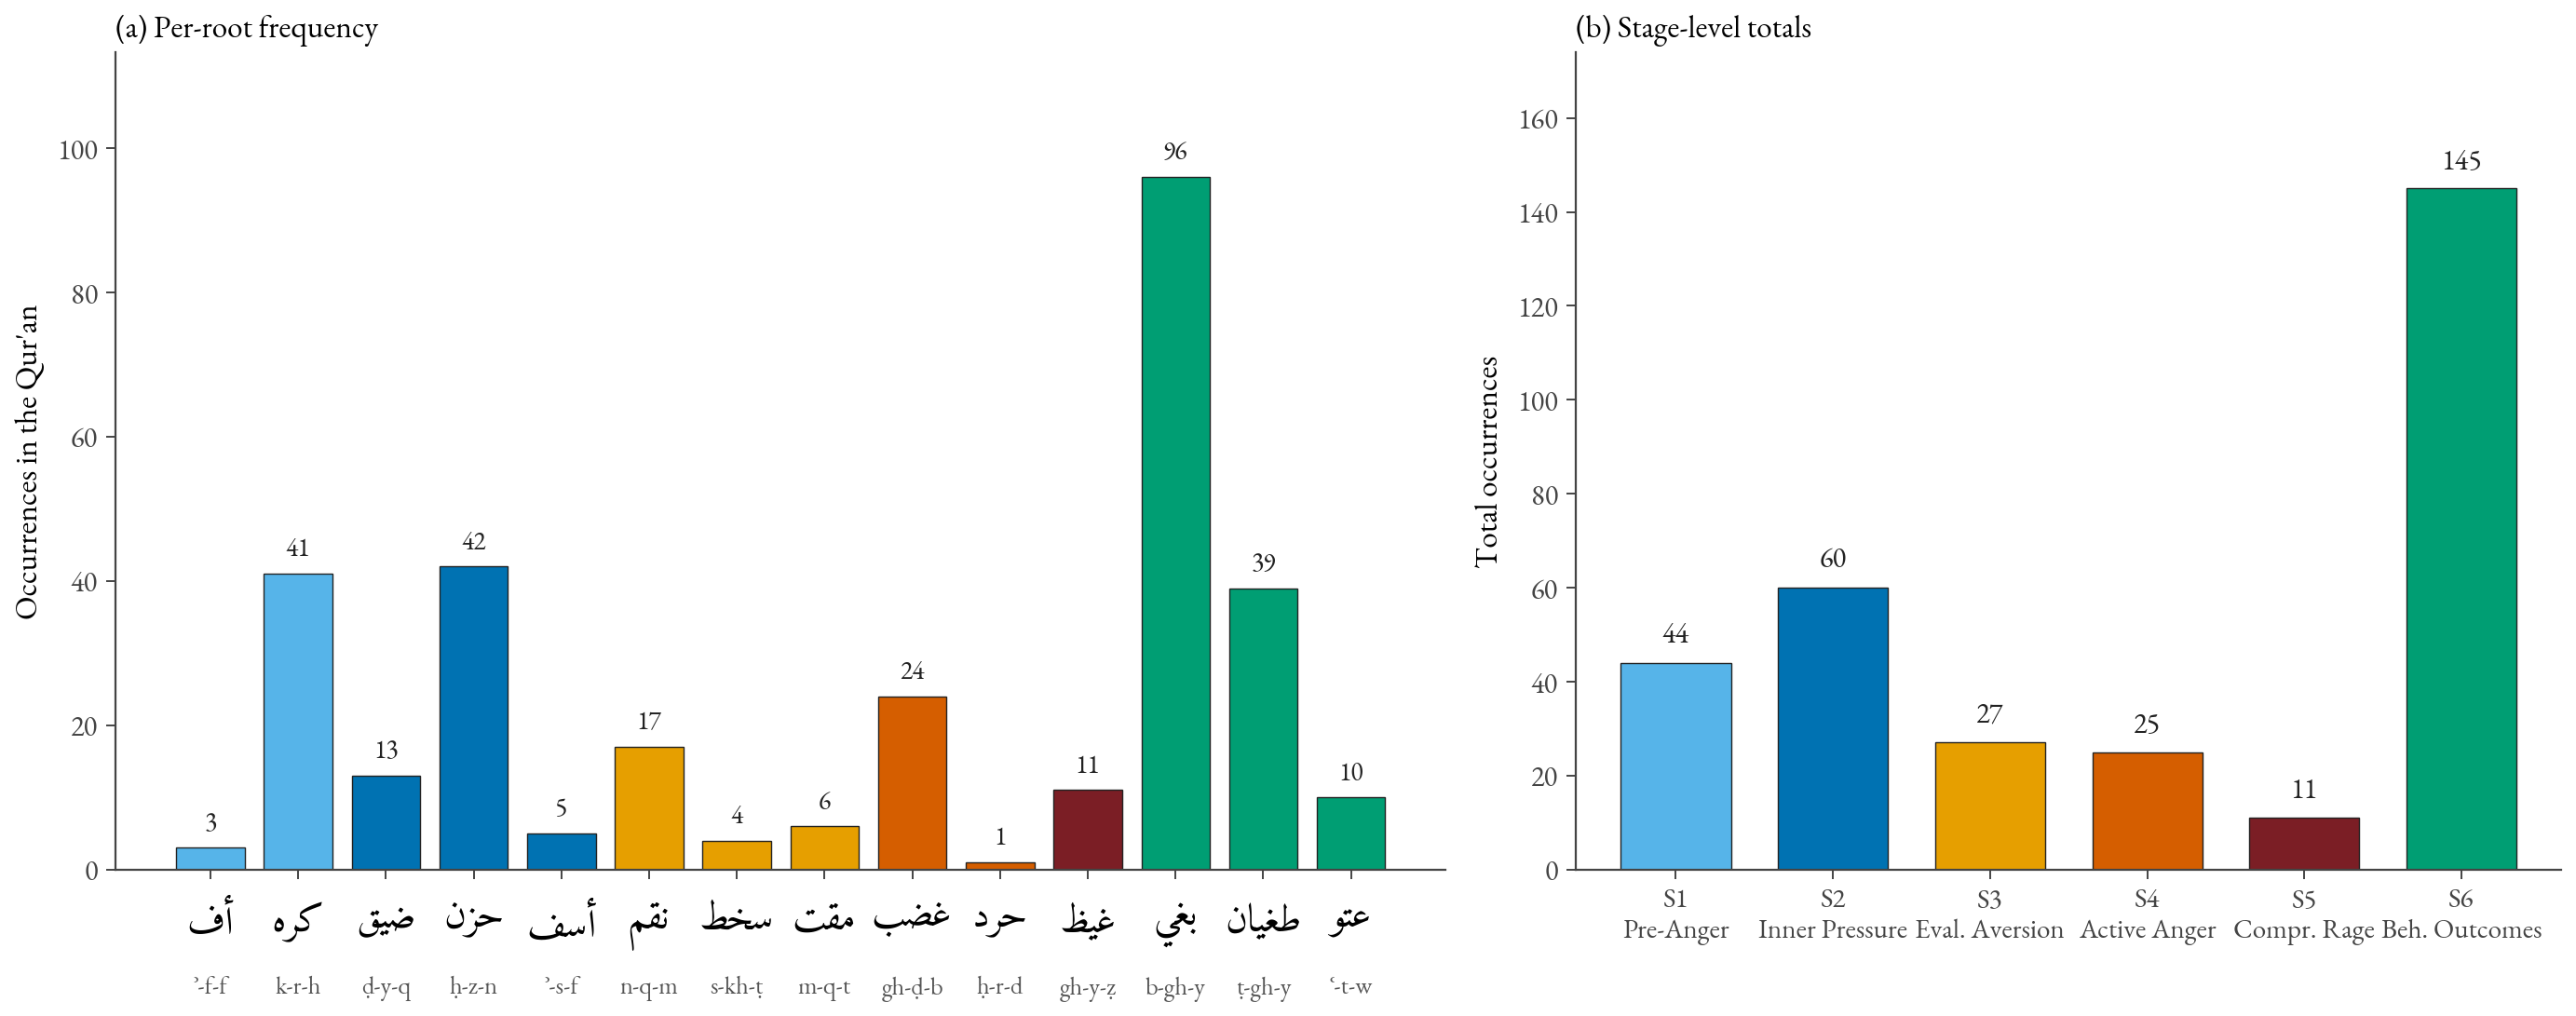 (a) Per-root frequency
Occurrences in the Qur'an
100
80
60
40
20
0
3
41
13
42
5
17
4
6
24
1
11
96
39
10
أف
كره
ضيق
حزن
أسف
نقم
سخط
مقت
غضب
حرد
غيظ
بغي
طغيان
عتو
ʾ-f-f
k-r-h
ḍ-y-q
ḥ-z-n
ʾ-s-f
n-q-m
s-kh-ṭ
m-q-t
gh-ḍ-b
ḥ-r-d
gh-y-ẓ
b-gh-y
ṭ-gh-y
ʿ-t-w
(b) Stage-level totals
Total occurrences
160
140
120
100
80
60
40
20
0
44
60
27
25
11
145
S1
Pre-Anger
S2
Inner Pressure
S3
Eval. Aversion
S4
Active Anger
S5
Compr. Rage
S6
Beh. Outcomes